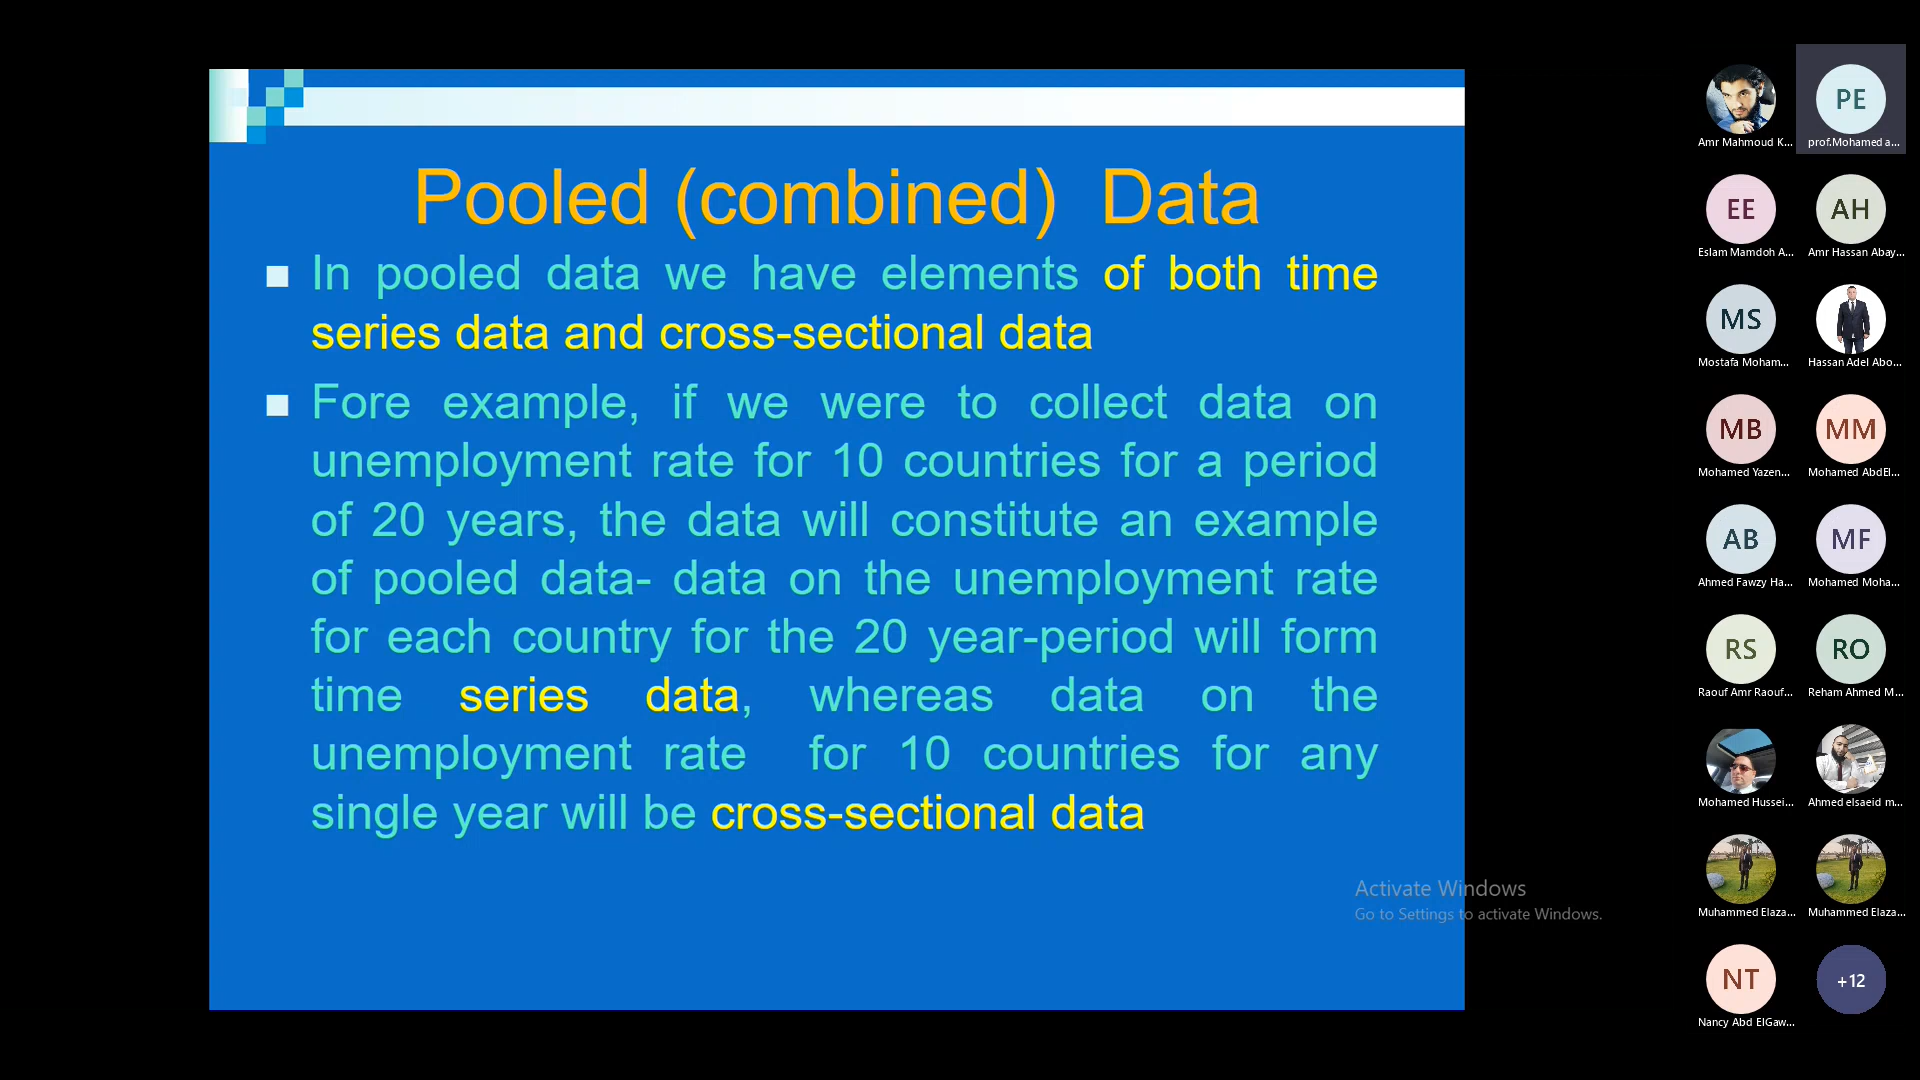 Pooled (combined) Data
In pooled data we have elements of both time
series data and cross-sectional data
Fore example, if we were to collect data on
unemployment rate for 10 countries for a period
of 20 years, the data will constitute an example
of pooled data- data on the unemployment rate
for each country for the 20 year-period will form
time series data, whereas data on the
unemployment rate for 10 countries for any
single year will be cross-sectional data
Activate Windows
Go to Settings to activate Windows.
Amr Mahmoud K...
PE
prof.Mohamed a...
EE
Eslam Mamdoh A...
AH
Amr Hassan Abay...
MS
Mostafa Moham...
Hassan Adel Abo...
MB
Mohamed Yazen...
MM
Mohamed AbdEl...
AB
Ahmed Fawzy Ha...
MF
Mohamed Moha...
RS
Raouf Amr Raouf...
RO
Reham Ahmed M...
Mohamed Hussei...
Ahmed elsaeid m...
Muhammed Elaza...
Muhammed Elaza...
NT
Nancy Abd ElGaw...
+12